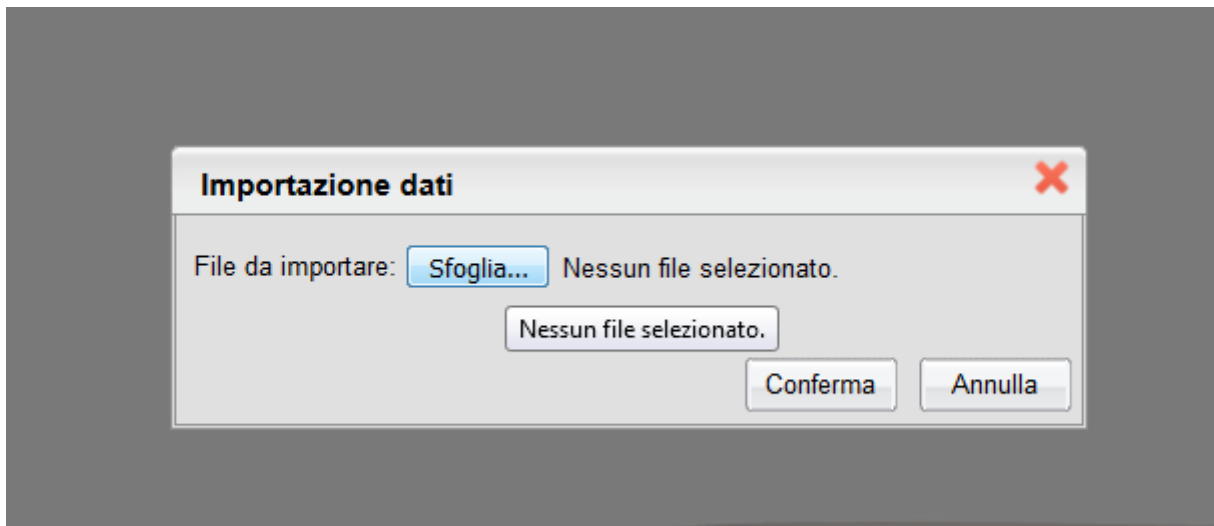 Importazione dati
File da importare: Sfoglia... Nessun file selezionato.
Nessun file selezionato.
Conferma Annulla